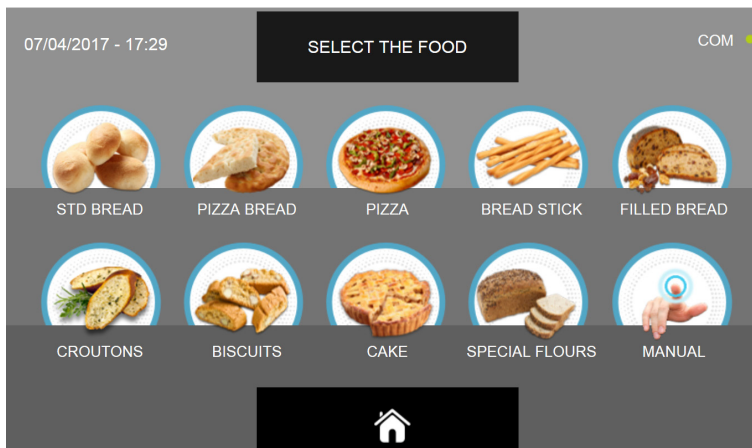 07/04/2017 - 17:29
SELECT THE FOOD
COM
STD BREAD
PIZZA BREAD
PIZZA
BREAD STICK
FILLED BREAD
CROUTONS
BISCUITS
CAKE
SPECIAL FLOURS
MANUAL